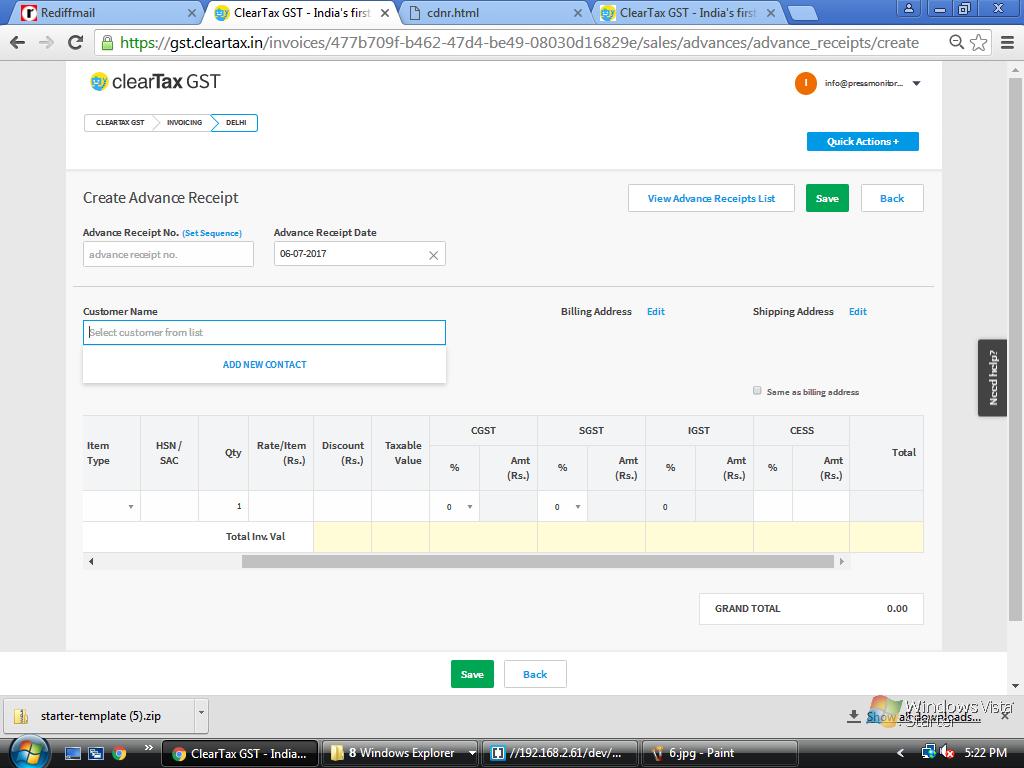 Rediffmail
ClearTax GST - India's first
cdnr.html
ClearTax GST - India's first
https://gst.cleartax.in/invoices/477b709f-b462-47d4-be49-08030d16829e/sales/advances/advance_receipts/create
clearTax GST
I info@pressmonitor...
CLEARTAX GST INVOICING DELHI
Quick Actions +
Create Advance Receipt
View Advance Receipts List Save Back
Advance Receipt No. (Set Sequence) Advance Receipt Date
advance receipt no. 06-07-2017
Customer Name Billing Address Edit Shipping Address Edit
Select customer from list
ADD NEW CONTACT
Same as billing address
Need help?
Item Type HSN / SAC Qty Rate/Item (Rs.) Discount (Rs.) Taxable Value CGST SGST IGST CESS Total
% Amt (Rs.) % Amt (Rs.) % Amt (Rs.) % Amt (Rs.)
1 0 0 0
Total Inv. Val
GRAND TOTAL 0.00
Save Back
starter-template (5).zip
Show all downloads...
Windows Vista
Starter
ClearTax GST - India... 8 Windows Explorer //192.168.2.61/dev/... 6.jpg - Paint 5:22 PM